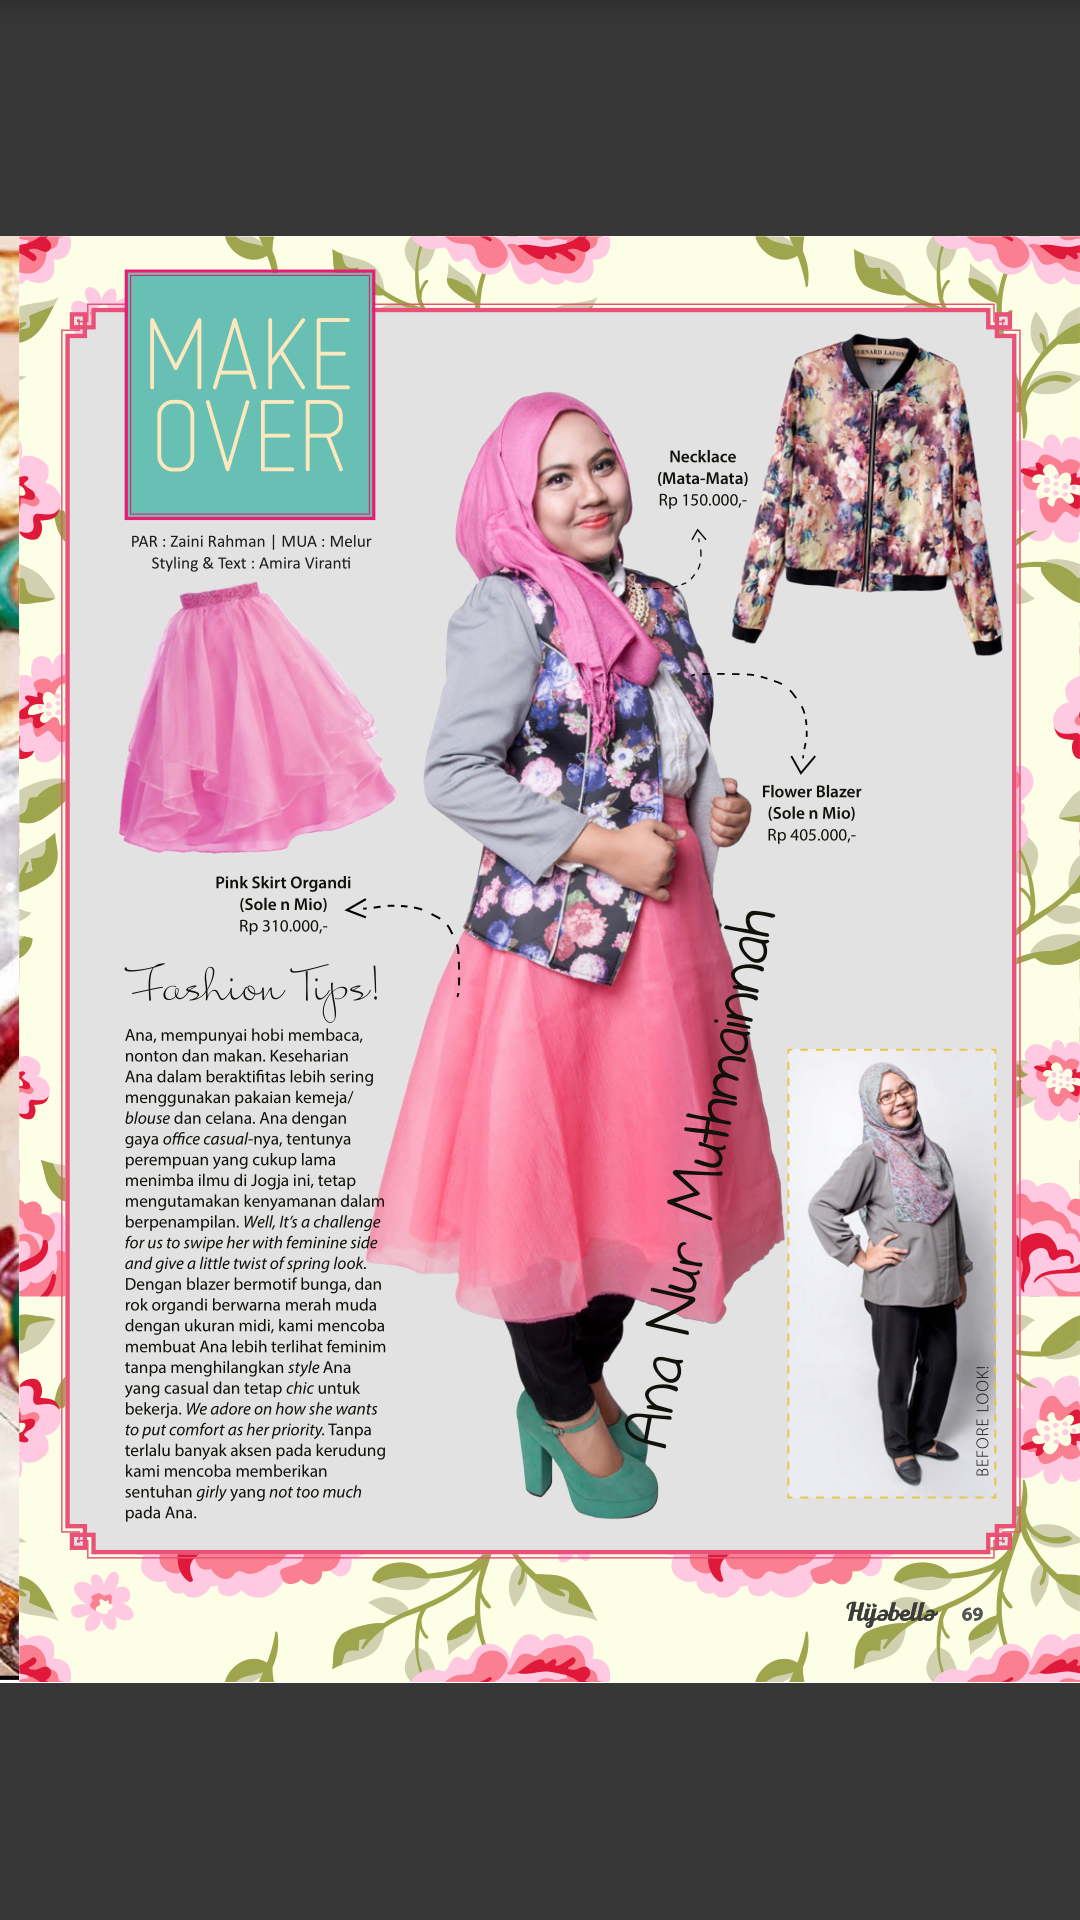 MAKE
OVER
PAR : Zaini Rahman | MUA : Melur
Styling & Text : Amira Viranti
BERNARD LAFON
Necklace
(Mata-Mata)
Rp 150.000,-
Flower Blazer
(Sole n Mio)
Rp 405.000,-
Pink Skirt Organdi
(Sole n Mio)
Rp 310.000,-
Fashion Tips!
Ana, mempunyai hobi membaca,
nonton dan makan. Keseharian
Ana dalam beraktifitas lebih sering
menggunakan pakaian kemeja/
blouse dan celana. Ana dengan
gaya office casual-nya, tentunya
perempuan yang cukup lama
menimba ilmu di Jogja ini, tetap
mengutamakan kenyamanan dalam
berpenampilan. Well, It's a challenge
for us to swipe her with feminine side
and give a little twist of spring look.
Dengan blazer bermotif bunga, dan
rok organdi berwarna merah muda
dengan ukuran midi, kami mencoba
membuat Ana lebih terlihat feminim
tanpa menghilangkan style Ana
yang casual dan tetap chic untuk
bekerja. We adore on how she wants
to put comfort as her priority. Tanpa
terlalu banyak aksen pada kerudung
kami mencoba memberikan
sentuhan girly yang not too much
pada Ana.
Ana Nur Muthmainnah
BEFORE LOOK!
Hijabella 69